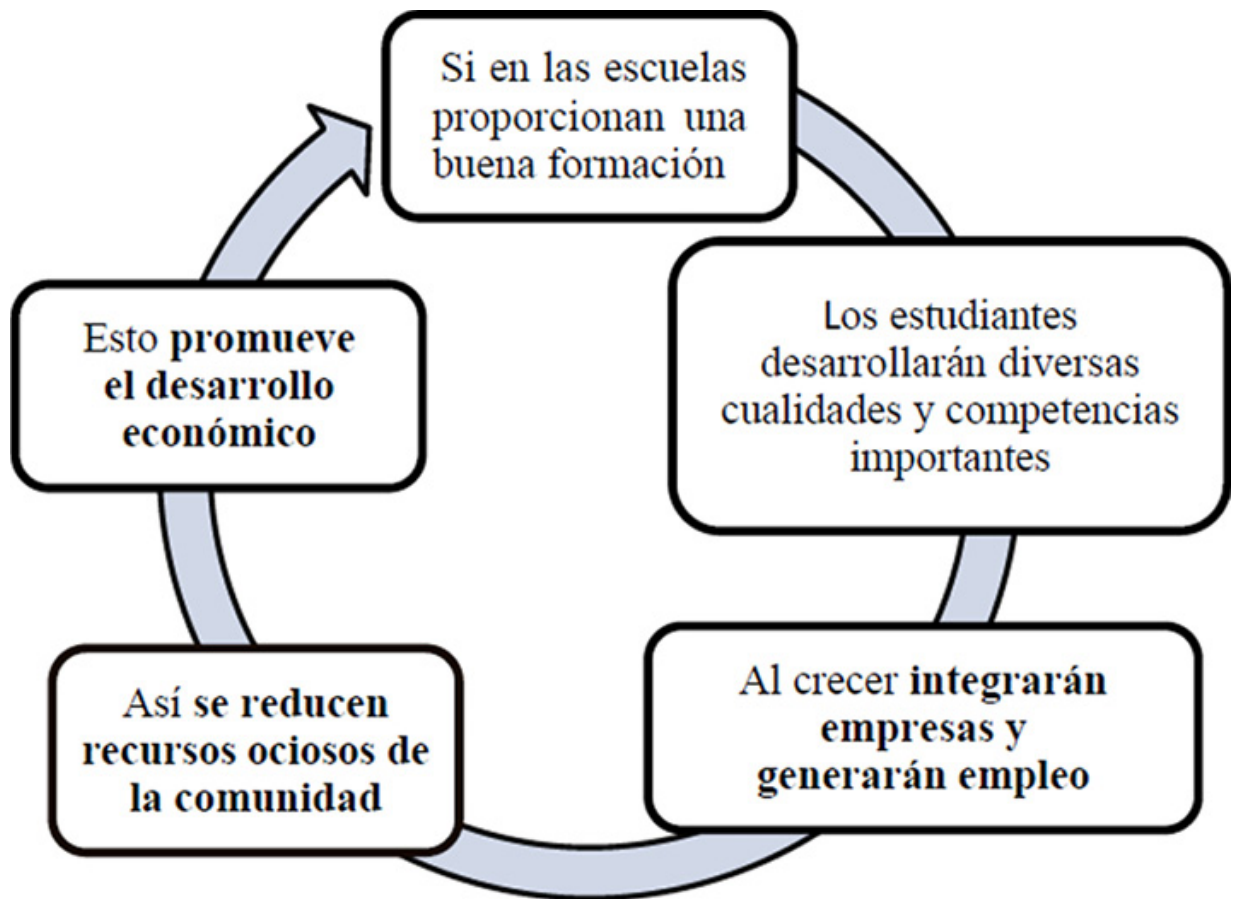 Si en las escuelas
proporcionan una
buena formación
Los estudiantes
desarrollarán diversas
cualidades y competencias
importantes
Al crecer integrarán
empresas y
generarán empleo
Así se reducen
recursos ociosos de
la comunidad
Esto promueve
el desarrollo
económico